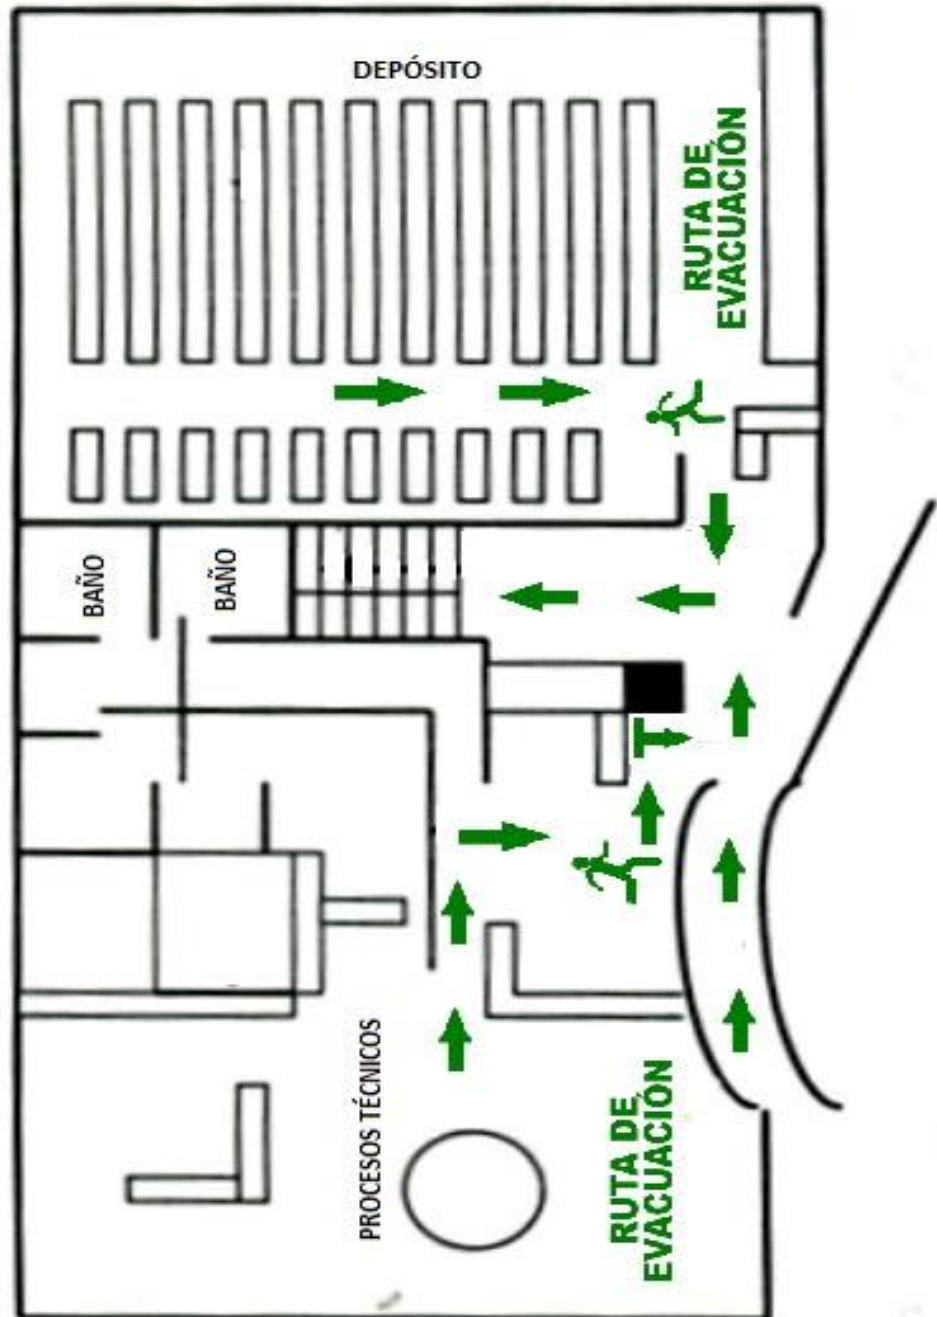 DEPÓSITO
RUTA DE
EVACUACIÓN
BAÑO
BAÑO
PROCESOS TÉCNICOS
RUTA DE
EVACUACIÓN